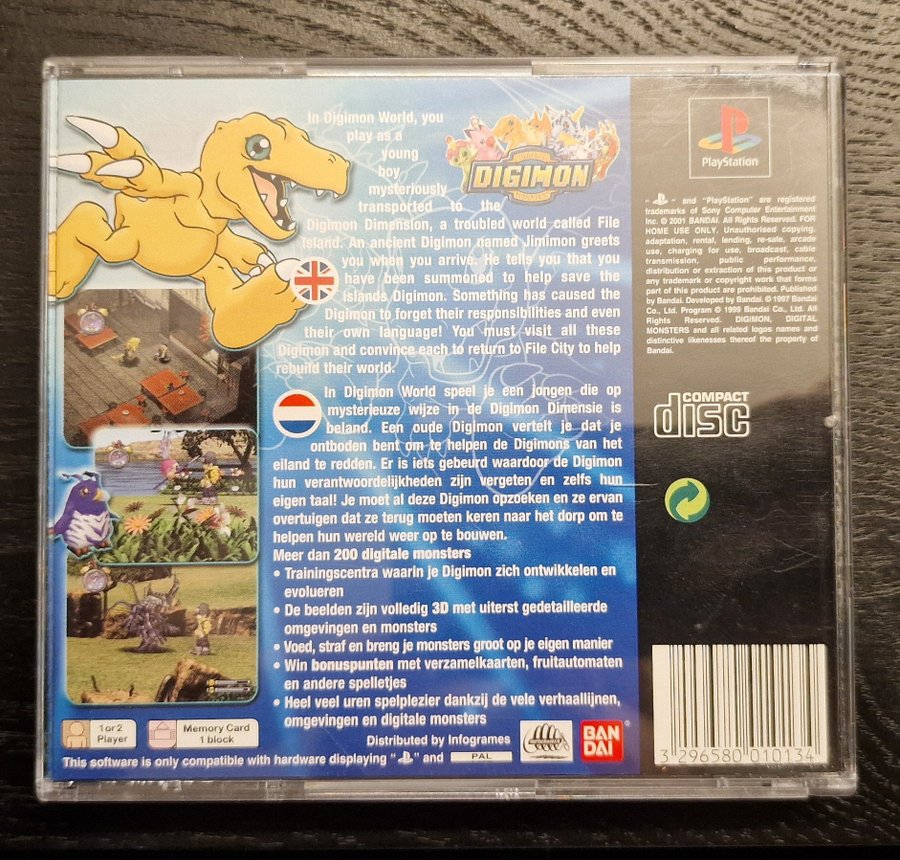 In Digimon World, you
play as a
young
boy
mysteriously
transported to the
Digimon Dimension, a troubled world called File
Island. An ancient Digimon named Jimimon greets
you when you arrive. He tells you that you
have been summoned to help save the
islands Digimon. Something has caused the
Digimon to forget their responsibilities and even
their own language! You must visit all these
Digimon and convince each to return to File City to help
rebuild their world.
In Digimon World speel je een jongen die op
mysterieuze wijze in de Digimon Dimensie is
beland. Een oude Digimon vertelt je dat je
ontboden bent om te helpen de Digimons van het
eiland te redden. Er is iets gebeurd waardoor de Digimon
hun verantwoordelijkheden zijn vergeten en zelfs hun
eigen taal! Je moet al deze Digimon opzoeken en ze ervan
overtuigen dat ze terug moeten keren naar het dorp om te
helpen hun wereld weer op te bouwen.
Meer dan 200 digitale monsters
• Trainingscentra waarin je Digimon zich ontwikkelen en
evolueren
• De beelden zijn volledig 3D met uiterst gedetailleerde
omgevingen en monsters
• Voed, straf en breng je monsters groot op je eigen manier
• Win bonuspunten met verzamelkaarten, fruitautomaten
en andere spelletjes
• Heel veel uren spelplezier dankzij de vele verhaallijnen,
omgevingen en digitale monsters
Distributed by Infogrames
BAN
DAI
1 or 2
Player
Memory Card
1 block
This software is only compatible with hardware displaying " " and PAL
DIGIMON
PlayStation
" " and "PlayStation" are registered
trademarks of Sony Computer Entertainment
Inc. © 2001 BANDAI. All Rights Reserved. FOR
HOME USE ONLY. Unauthorised copying,
adaptation, rental, lending, re-sale, arcade
use, charging for use, broadcast, cable
transmission, public performance,
distribution or extraction of this product or
any trademark or copyright work that forms
part of this product are prohibited. Published
by Bandai. Developed by Bandai. © 1997 Bandai
Co., Ltd. Program © 1999 Bandai Co., Ltd. All
Rights Reserved. DIGIMON, DIGITAL
MONSTERS and all related logos names and
distinctive likenesses thereof the property of
Bandai.
COMPACT
disc
3 296580 010134